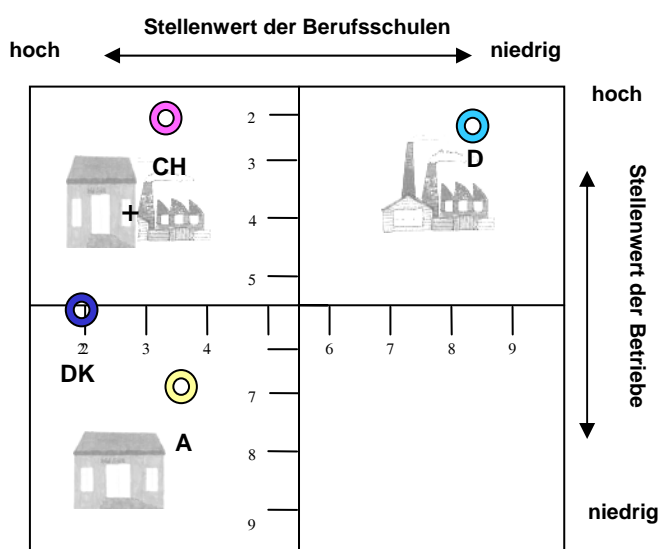 Stellenwert der Berufsschulen
hoch
niedrig
hoch
2
D
3
CH
+
4
5
Stellenwert der Betriebe
2
3
4
6
7
8
9
DK
7
A
8
9
niedrig